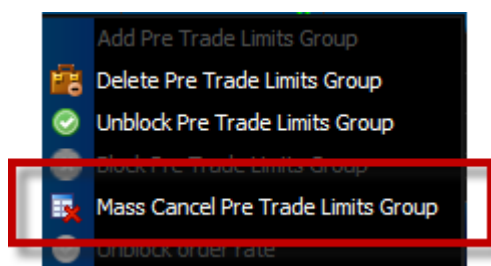 Add Pre Trade Limits Group
Delete Pre Trade Limits Group
Unblock Pre Trade Limits Group
Block Pre Trade Limits Group
Mass Cancel Pre Trade Limits Group
Unblock order rate